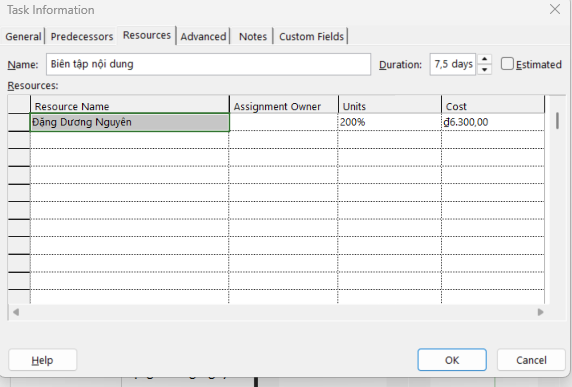 Task Information
General Predecessors Resources Advanced Notes Custom Fields
Name: Biên tập nội dung Duration: 7,5 days Estimated
Resources:
Resource Name Assignment Owner Units Cost
Đặng Dương Nguyên 200% ₫6.300,00
Help OK Cancel